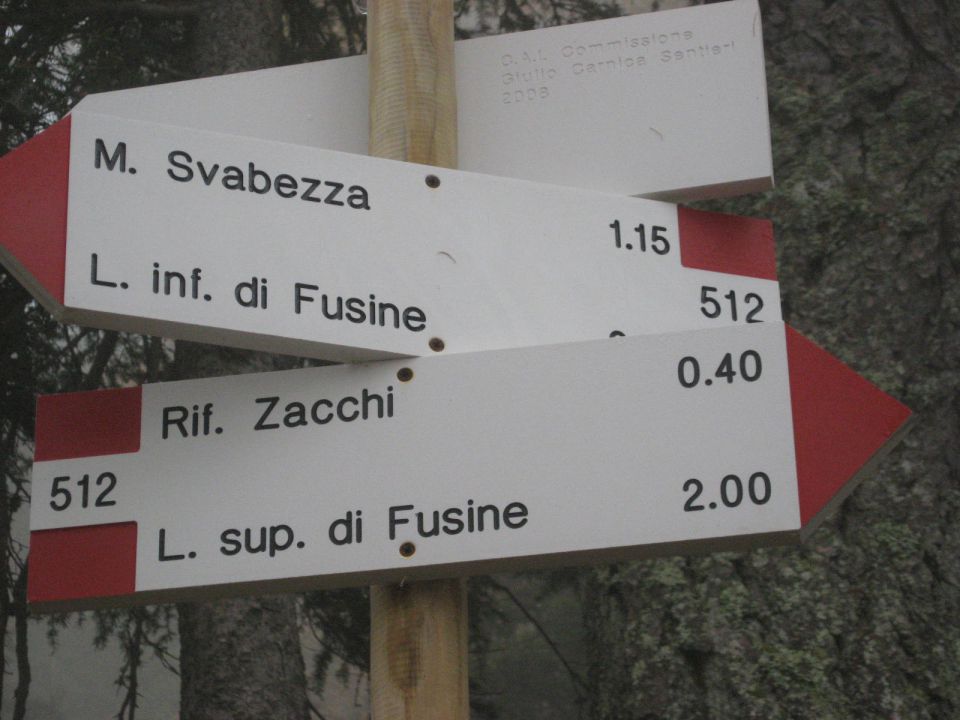 C.A.I. Commissione
Giulio Carnica Sentieri
2008
M. Svabezza 1.15
512
L. inf. di Fusine
Rif. Zacchi 0.40
512
L. sup. di Fusine 2.00